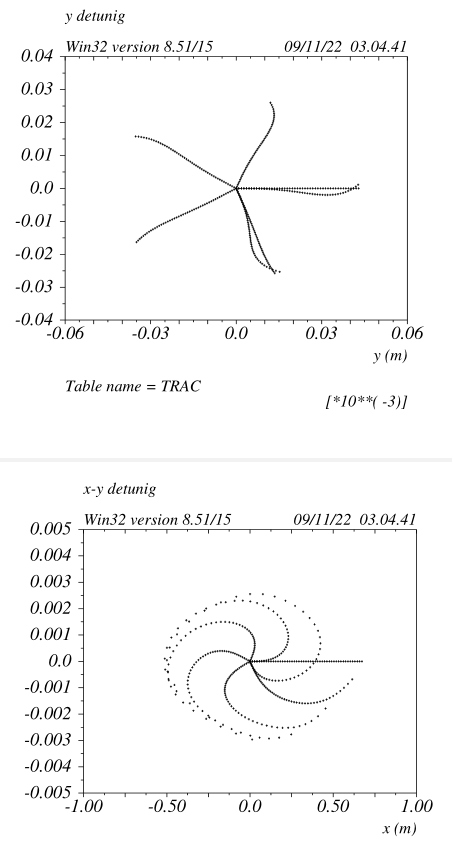 y detunig
Win32 version 8.51/15 09/11/22 03.04.41
0.04
0.03
0.02
0.01
0.0
-0.01
-0.02
-0.03
-0.04
-0.06 -0.03 0.0 0.03 0.06
y (m)
Table name = TRAC
[*10**( -3)]
x-y detunig
Win32 version 8.51/15 09/11/22 03.04.41
0.005
0.004
0.003
0.002
0.001
0.0
-0.001
-0.002
-0.003
-0.004
-0.005
-1.00 -0.50 0.0 0.50 1.00
x (m)